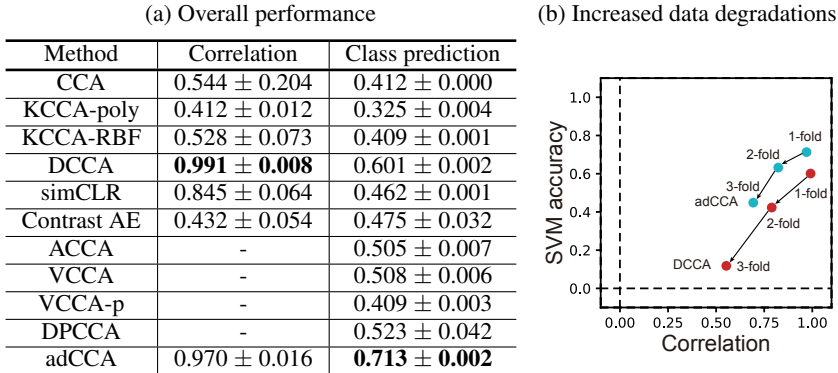 (a) Overall performance
Method Correlation Class prediction
CCA 0.544 ± 0.204 0.412 ± 0.000
KCCA-poly 0.412 ± 0.012 0.325 ± 0.004
KCCA-RBF 0.528 ± 0.073 0.409 ± 0.001
DCCA 0.991 ± 0.008 0.601 ± 0.002
simCLR 0.845 ± 0.064 0.462 ± 0.001
Contrast AE 0.432 ± 0.054 0.475 ± 0.032
ACCA - 0.505 ± 0.007
VCCA - 0.508 ± 0.006
VCCA-p - 0.409 ± 0.003
DPCCA - 0.523 ± 0.042
adCCA 0.970 ± 0.016 0.713 ± 0.002
(b) Increased data degradations
SVM accuracy
1.0
0.8
0.6
0.4
0.2
0.0
1-fold
2-fold
3-fold
adCCA
1-fold
2-fold
DCCA 3-fold
0.00 0.25 0.50 0.75 1.00
Correlation